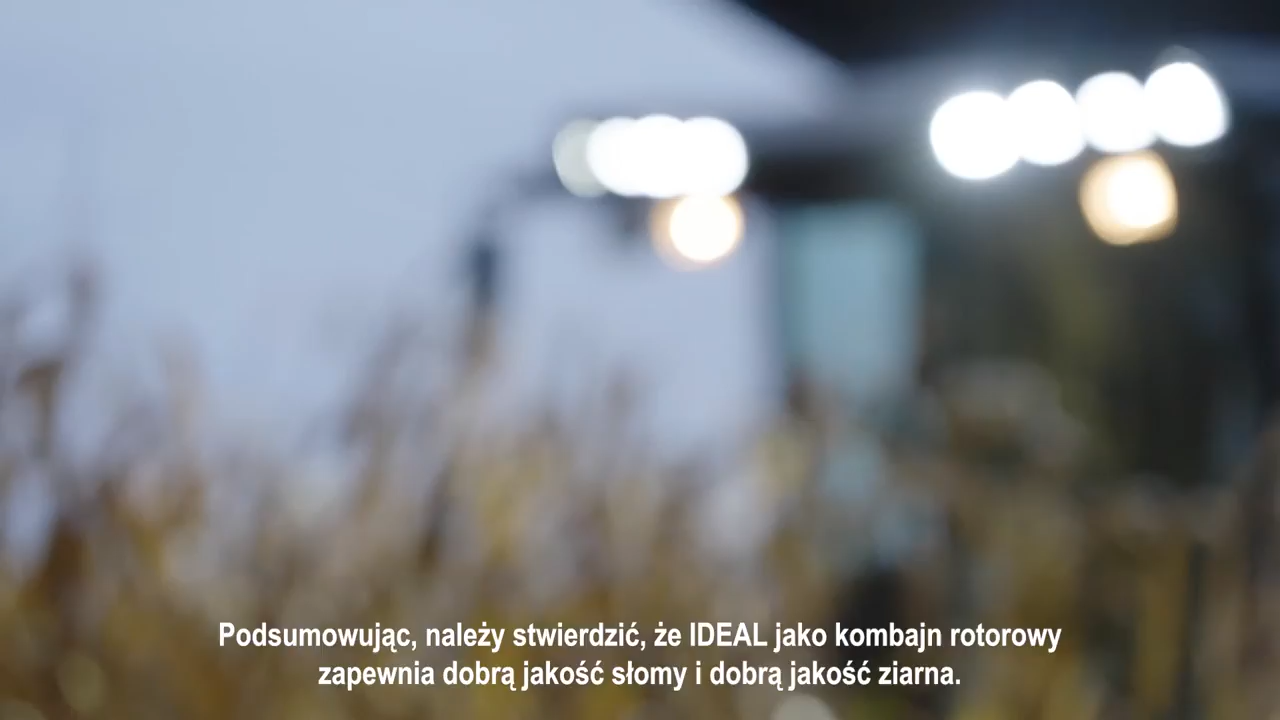 Podsumowując, należy stwierdzić, że IDEAL jako kombajn rotorowy
zapewnia dobrą jakość słomy i dobrą jakość ziarna.